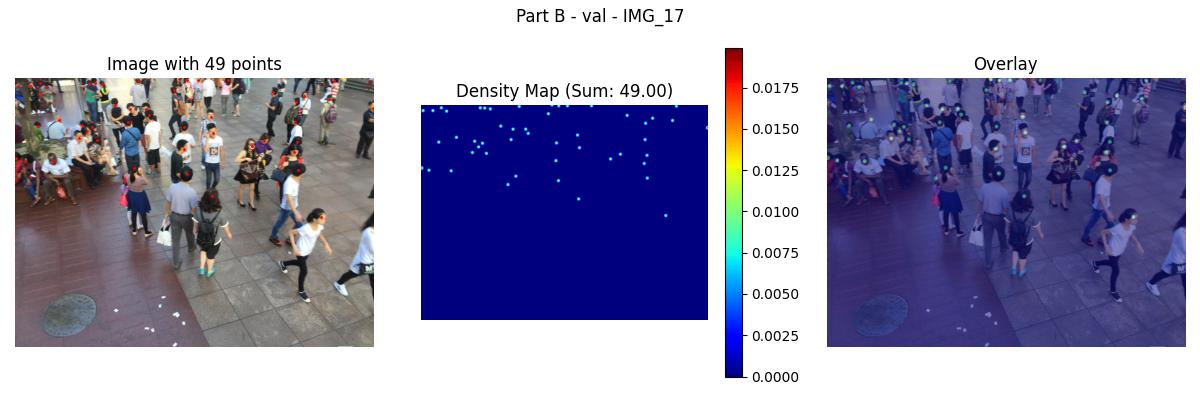 Part B - val - IMG_17
Image with 49 points
Density Map (Sum: 49.00)
Overlay
0.0175
0.0150
0.0125
0.0100
0.0075
0.0050
0.0025
0.0000